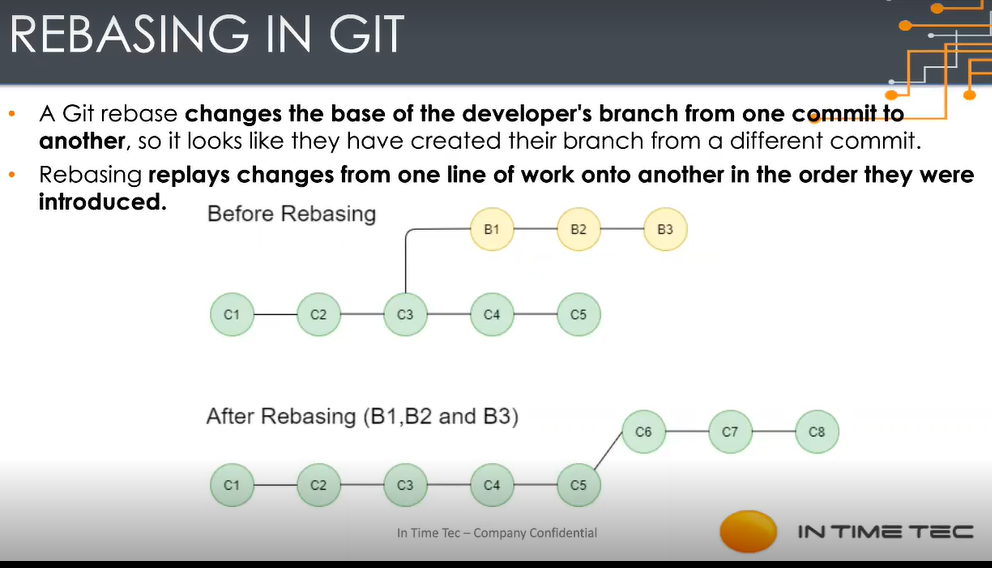 REBASING IN GIT
• A Git rebase changes the base of the developer's branch from one commit to
another, so it looks like they have created their branch from a different commit.
• Rebasing replays changes from one line of work onto another in the order they were
introduced.
Before Rebasing
B1 B2 B3
C1 C2 C3 C4 C5
After Rebasing (B1,B2 and B3)
C6 C7 C8
C1 C2 C3 C4 C5
In Time Tec – Company Confidential
IN TIME TEC